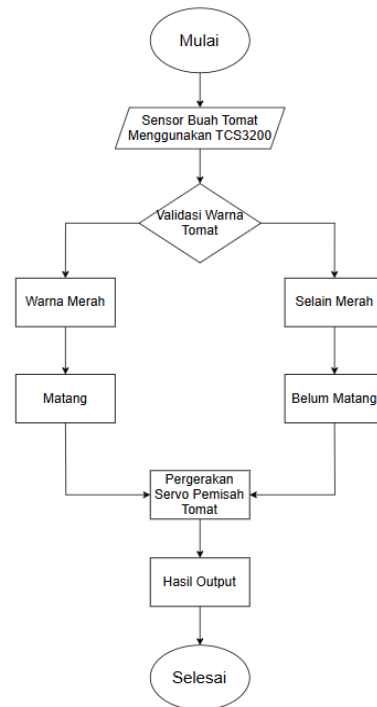 Mulai
Sensor Buah Tomat
Menggunakan TCS3200
Validasi Warna
Tomat
Warna Merah
Selain Merah
Matang
Belum Matang
Pergerakan
Servo Pemisah
Tomat
Hasil Output
Selesai